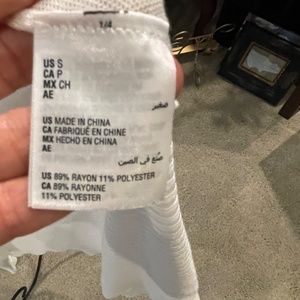 1/4
US S
CA P
MX CH
AE
صغير
US MADE IN CHINA
CA FABRIQUÉ EN CHINE
MX HECHO EN CHINA
AE
صنع في الصين
US 89% RAYON 11% POLYESTER
CA 89% RAYONNE
11% POLYESTER